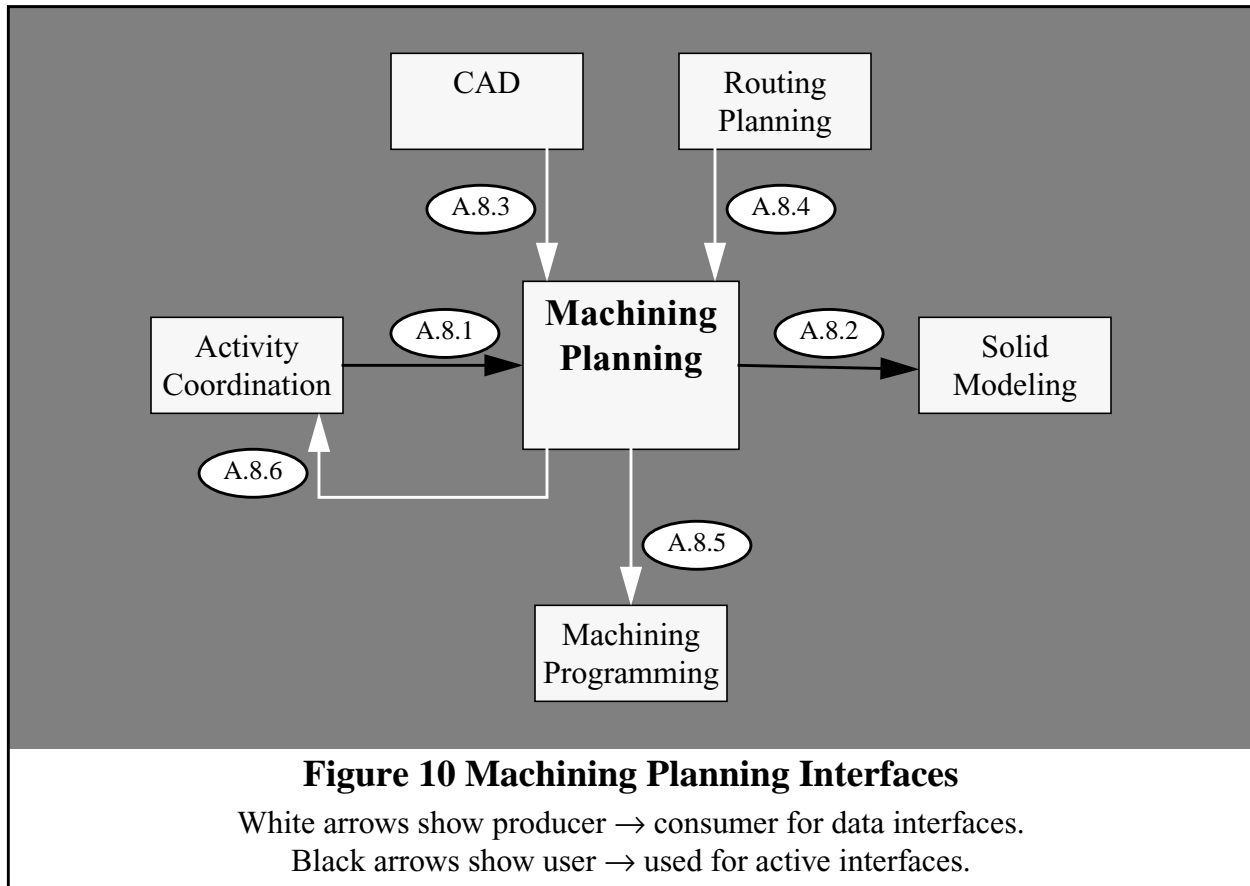 CAD
Routing
Planning
A.8.3
A.8.4
Machining
Planning
A.8.1
A.8.2
Activity
Coordination
Solid
Modeling
A.8.6
A.8.5
Machining
Programming
Figure 10 Machining Planning Interfaces
White arrows show producer → consumer for data interfaces.
Black arrows show user → used for active interfaces.